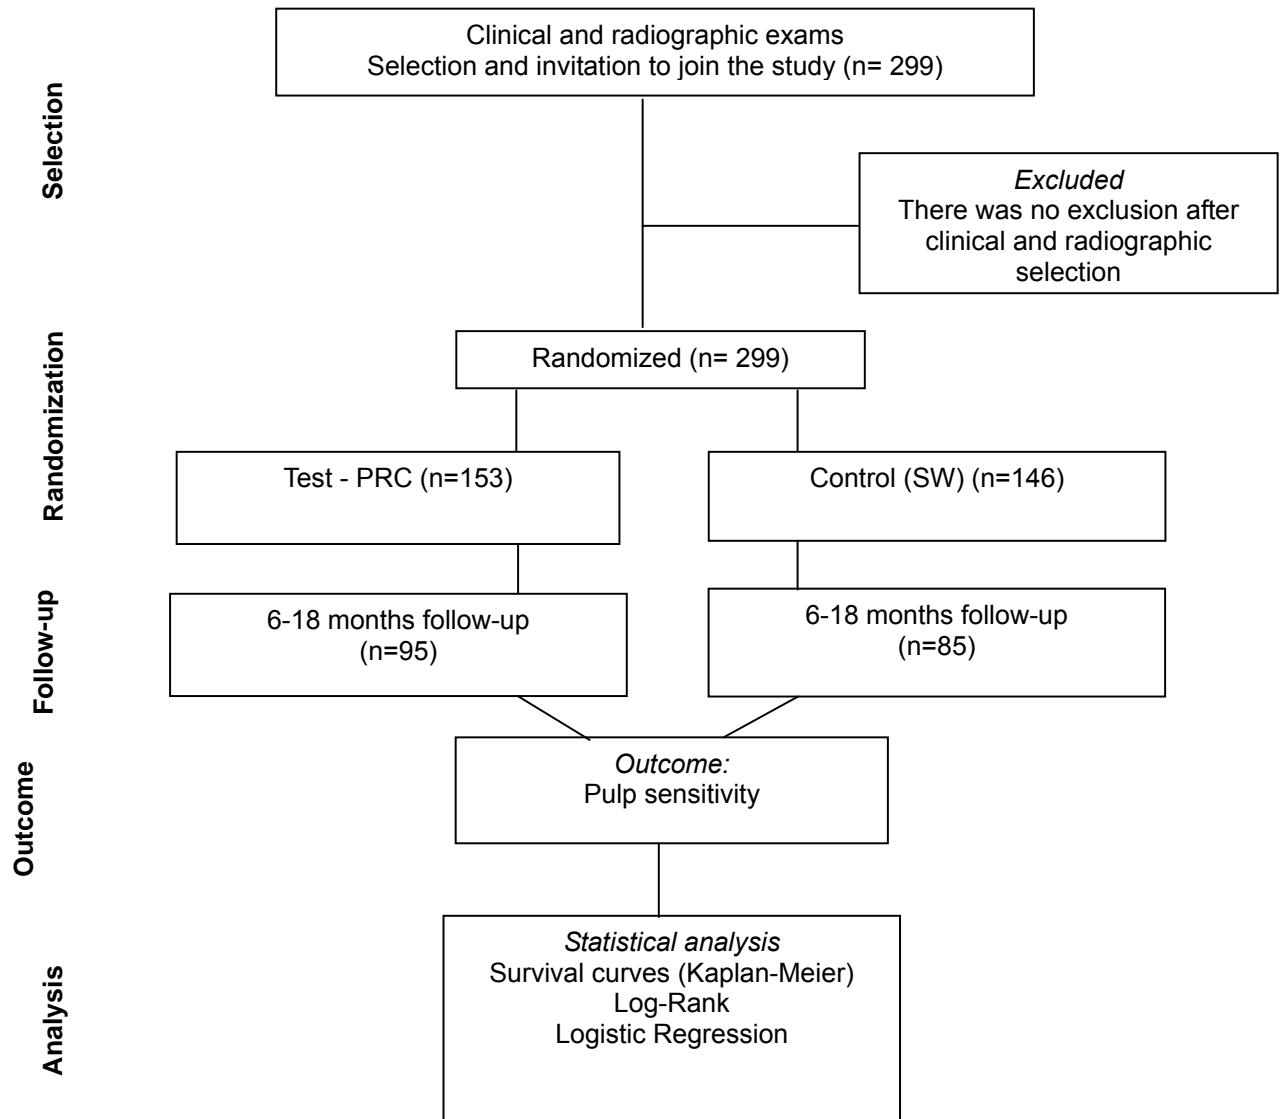 Clinical and radiographic exams
Selection and invitation to join the study (n= 299)
Selection
Excluded
There was no exclusion after
clinical and radiographic
selection
Randomization
Randomized (n= 299)
Test - PRC (n=153)
Control (SW) (n=146)
Follow-up
6-18 months follow-up
(n=95)
6-18 months follow-up
(n=85)
Outcome
Outcome:
Pulp sensitivity
Analysis
Statistical analysis
Survival curves (Kaplan-Meier)
Log-Rank
Logistic Regression